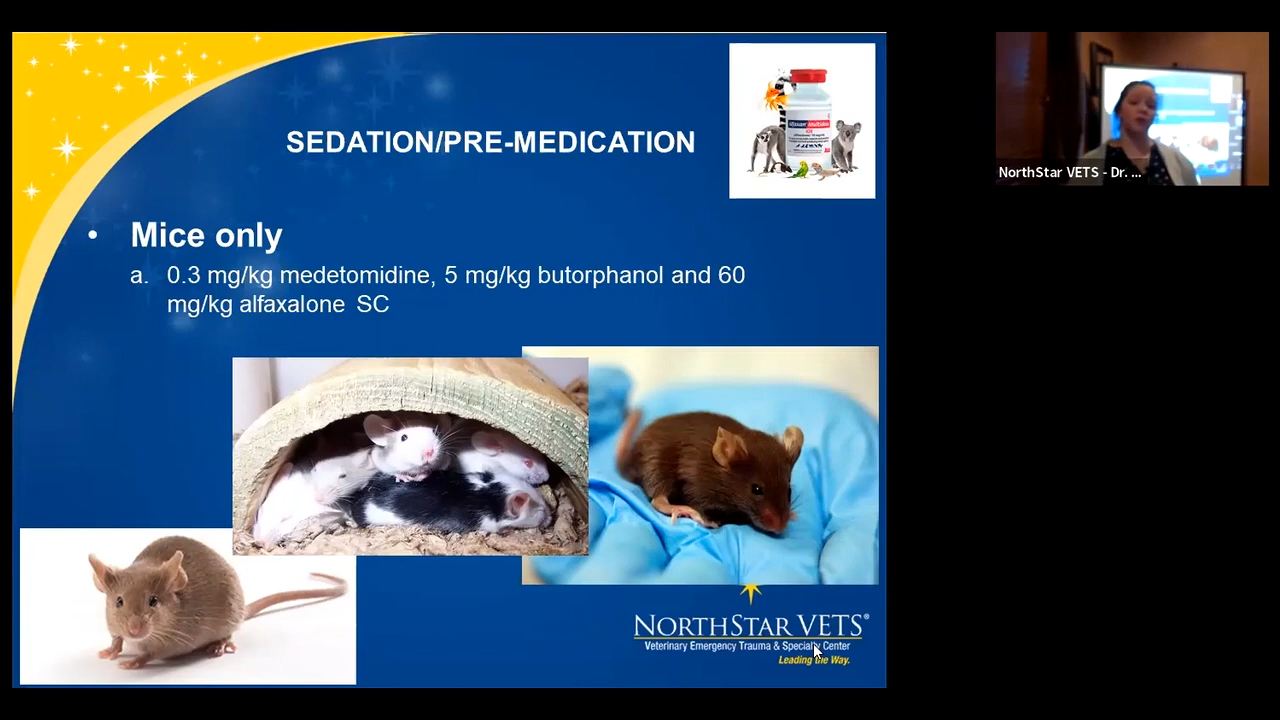 SEDATION/PRE-MEDICATION
• Mice only
a. 0.3 mg/kg medetomidine, 5 mg/kg butorphanol and 60
mg/kg alfaxalone SC
NORTHSTAR VETS®
Veterinary Emergency Trauma & Specialty Center
Leading the Way.
NorthStar VETS - Dr. ...